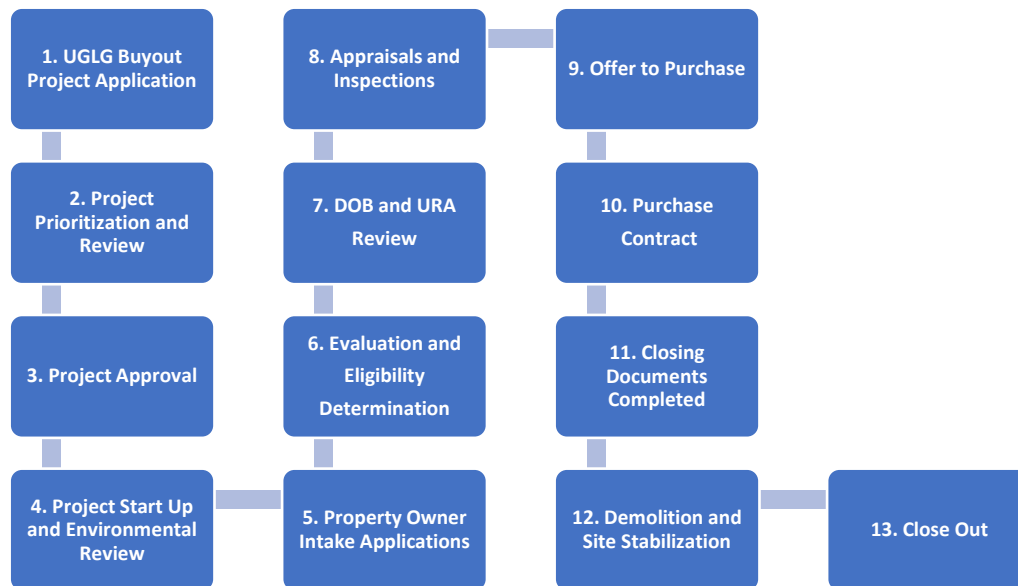 1. UGLG Buyout
Project Application
2. Project
Prioritization and
Review
3. Project Approval
4. Project Start Up
and Environmental
Review
5. Property Owner
Intake Applications
6. Evaluation and
Eligibility
Determination
7. DOB and URA
Review
8. Appraisals and
Inspections
9. Offer to Purchase
10. Purchase
Contract
11. Closing
Documents
Completed
12. Demolition and
Site Stabilization
13. Close Out